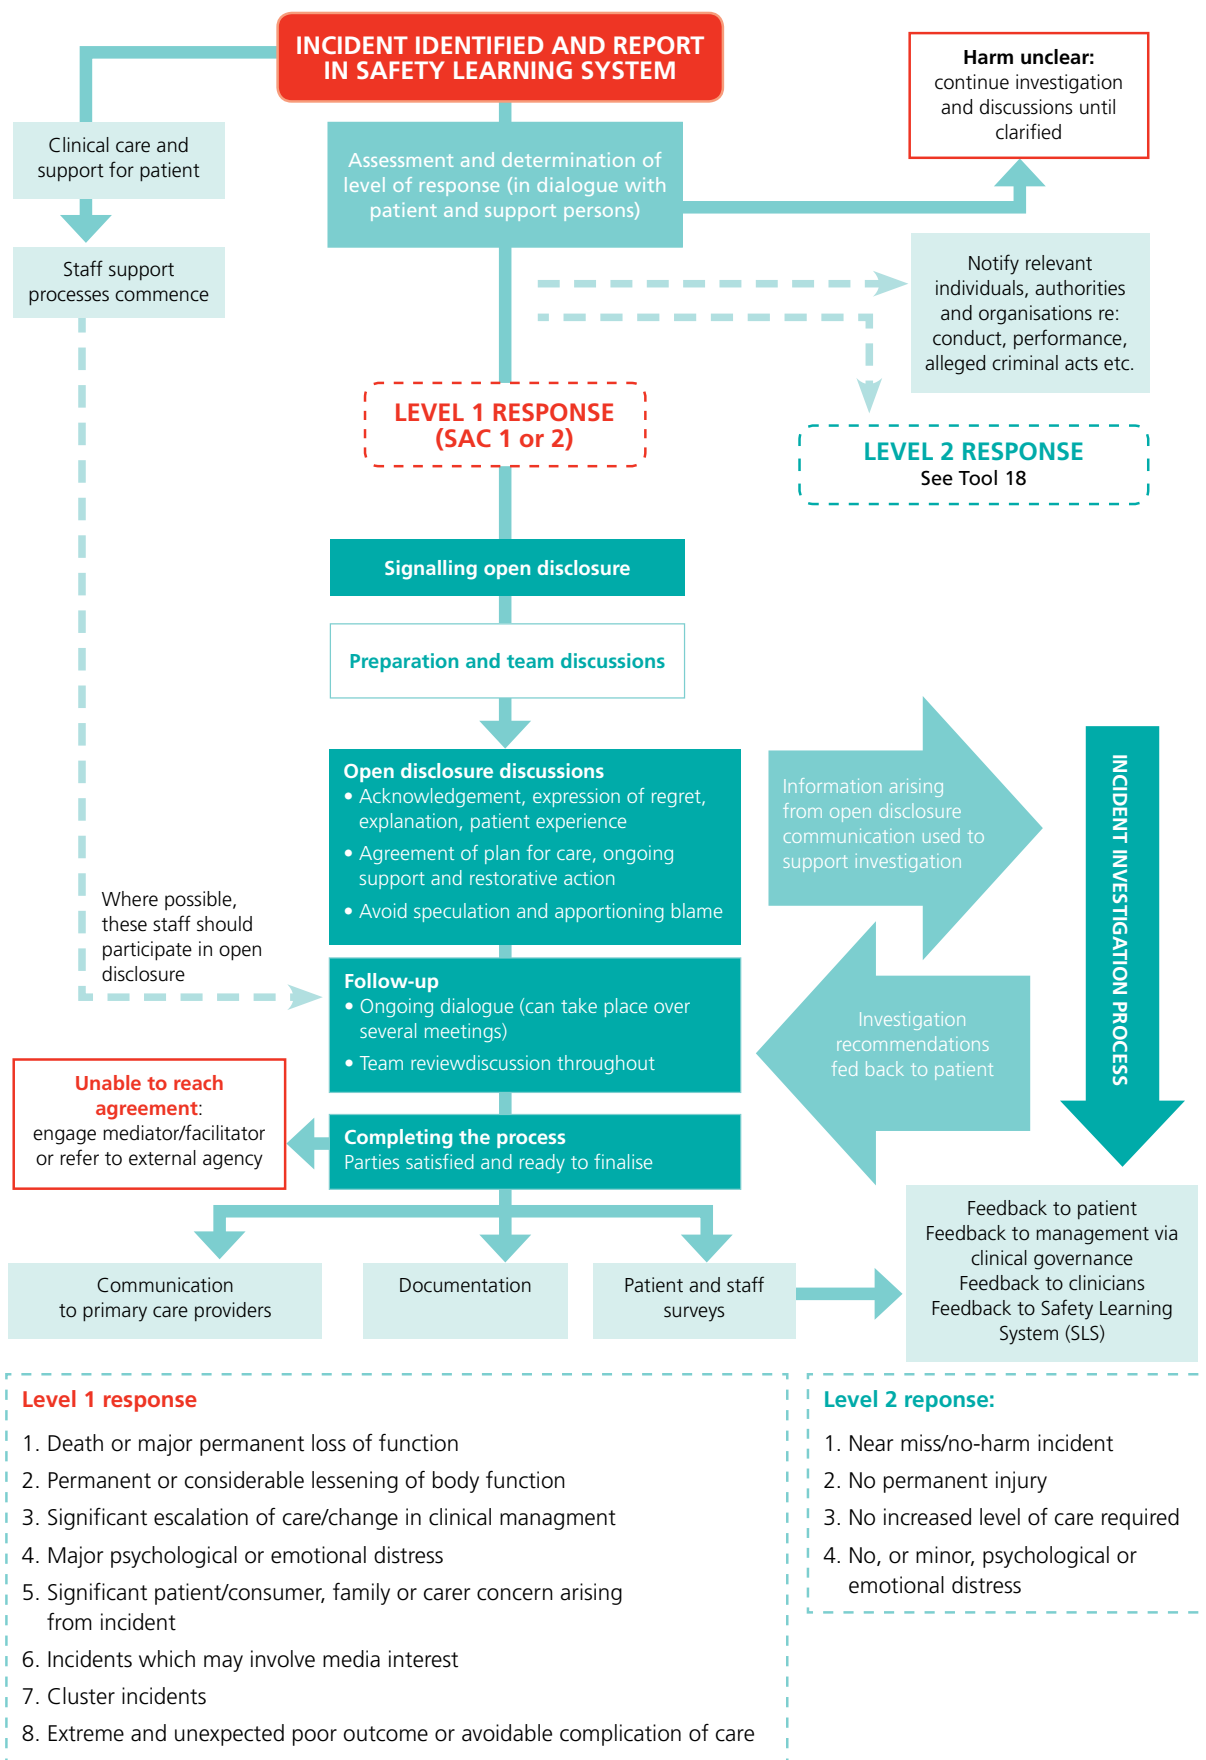 INCIDENT IDENTIFIED AND REPORT
IN SAFETY LEARNING SYSTEM
Harm unclear:
continue investigation
and discussions until
clarified
Clinical care and
support for patient
Assessment and determination of
level of response (in dialogue with
patient and support persons)
Staff support
processes commence
Notify relevant
individuals, authorities
and organisations re:
conduct, performance,
alleged criminal acts etc.
LEVEL 1 RESPONSE
(SAC 1 or 2)
LEVEL 2 RESPONSE
See Tool 18
Signalling open disclosure
Preparation and team discussions
Open disclosure discussions
• Acknowledgement, expression of regret,
explanation, patient experience
• Agreement of plan for care, ongoing
support and restorative action
• Avoid speculation and apportioning blame
Information arising
from open disclosure
communication used to
support investigation
INCIDENT INVESTIGATION PROCESS
Where possible,
these staff should
participate in open
disclosure
Follow-up
• Ongoing dialogue (can take place over
several meetings)
• Team reviewdiscussion throughout
Investigation
recommendations
fed back to patient
Unable to reach
agreement:
engage mediator/facilitator
or refer to external agency
Completing the process
Parties satisfied and ready to finalise
Communication
to primary care providers
Documentation
Patient and staff
surveys
Feedback to patient
Feedback to management via
clinical governance
Feedback to clinicians
Feedback to Safety Learning
System (SLS)
Level 1 response
1. Death or major permanent loss of function
2. Permanent or considerable lessening of body function
3. Significant escalation of care/change in clinical managment
4. Major psychological or emotional distress
5. Significant patient/consumer, family or carer concern arising
from incident
6. Incidents which may involve media interest
7. Cluster incidents
8. Extreme and unexpected poor outcome or avoidable complication of care
Level 2 reponse:
1. Near miss/no-harm incident
2. No permanent injury
3. No increased level of care required
4. No, or minor, psychological or
emotional distress